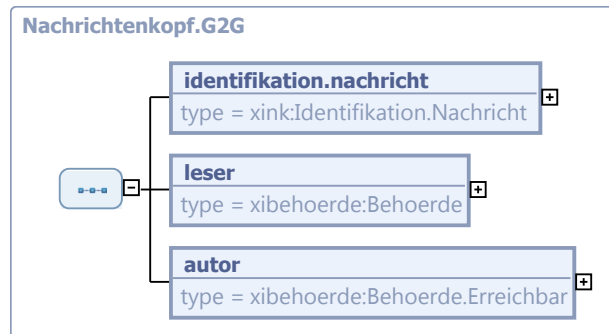 Nachrichtenkopf.G2G
identifikation.nachricht
type = xink:Identifikation.Nachricht
leser
type = xibehoerde:Behoerde
autor
type = xibehoerde:Behoerde.Erreichbar